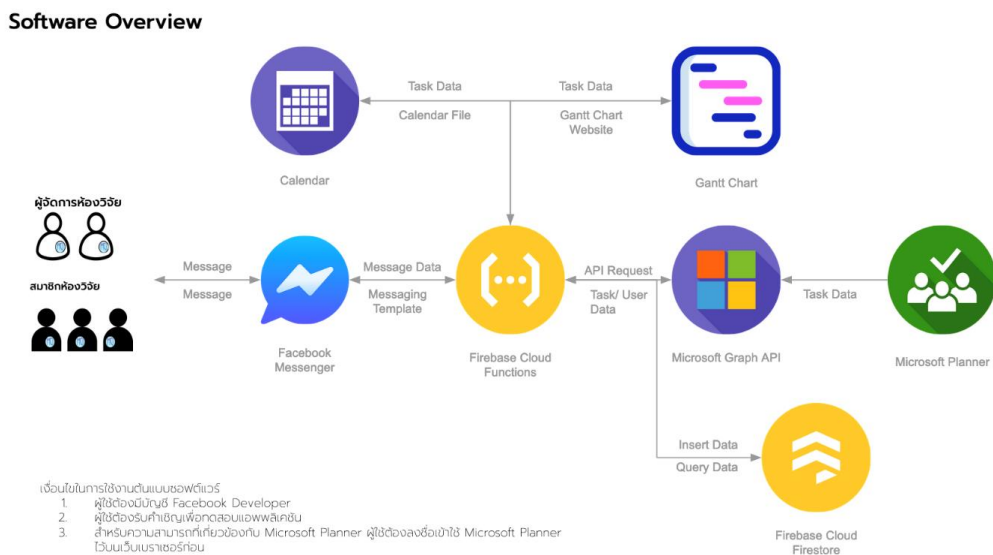 Software Overview
Task Data
Calendar File
Task Data
Gantt Chart
Website
Calendar
Gantt Chart
ผู้จัดการห้องวิจัย
สมาชิกห้องวิจัย
Message
Message
Message Data
Messaging
Template
API Request
Task/ User
Data
Task Data
Facebook
Messenger
Firebase Cloud
Functions
Microsoft Graph API
Microsoft Planner
Insert Data
Query Data
Firebase Cloud
Firestore
เงื่อนไขในการใช้งานต้นแบบซอฟต์แวร์
1. ผู้ใช้ต้องมีบัญชี Facebook Developer
2. ผู้ใช้ต้องรับคำเชิญเพื่อทดสอบแอพพลิเคชัน
3. สำหรับความสามารถที่เกี่ยวข้องกับ Microsoft Planner ผู้ใช้ต้องลงชื่อเข้าใช้ Microsoft Planner
ไว้บนเว็บเบราเซอร์ก่อน